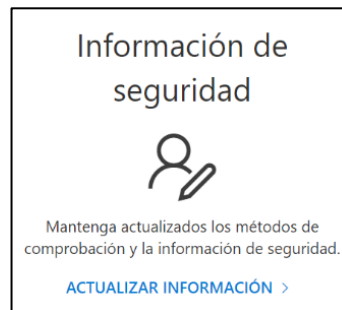 Información de
seguridad
Mantenga actualizados los métodos de
comprobación y la información de seguridad.
ACTUALIZAR INFORMACIÓN >